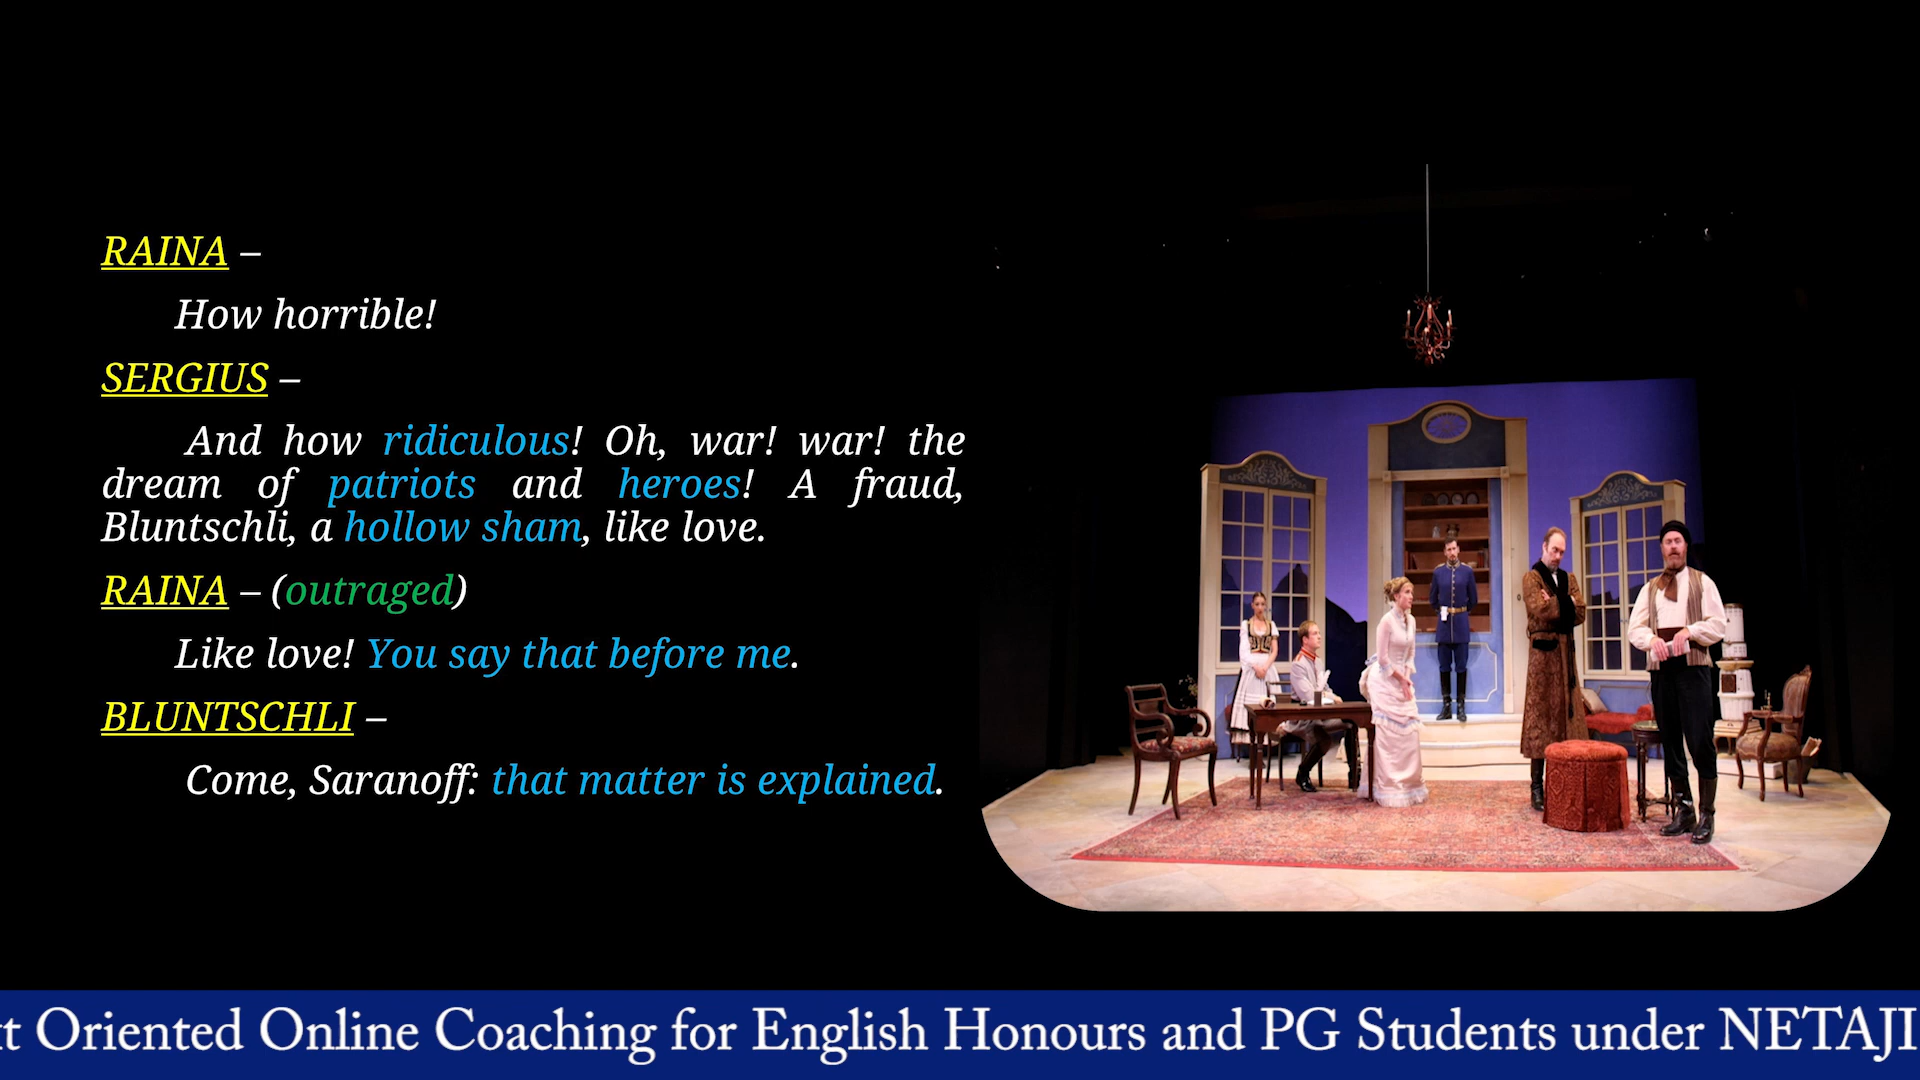 RAINA –
How horrible!
SERGIUS –
And how ridiculous! Oh, war! war! the
dream of patriots and heroes! A fraud,
Bluntschli, a hollow sham, like love.
RAINA – (outraged)
Like love! You say that before me.
BLUNTSCHLI –
Come, Saranoff: that matter is explained.
t Oriented Online Coaching for English Honours and PG Students under NETAJI